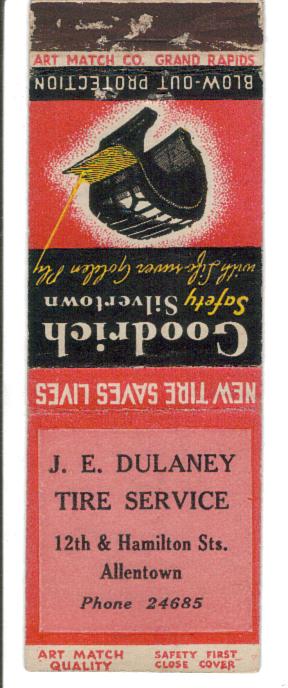 ART MATCH CO. GRAND RAPIDS
BLOW-OUT PROTECTION
with Life-saver Golden Ply
Safety Silvertown
Goodrich
NEW TIRE SAVES LIVES
J. E. DULANEY
TIRE SERVICE
12th & Hamilton Sts.
Allentown
Phone 24685
ART MATCH QUALITY
SAFETY FIRST CLOSE COVER